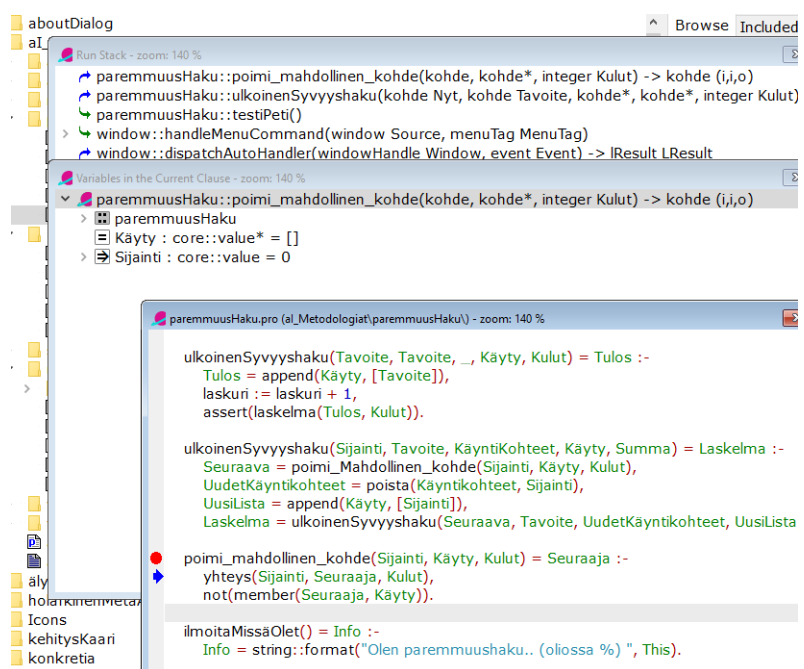 aboutDialog
Browse Included
aI_
Run Stack - zoom: 140 %
paremmuusHaku::poimi_mahdollinen_kohde(kohde, kohde*, integer Kulut) -> kohde (i,i,o)
paremmuusHaku::ulkoinenSyvyyshaku(kohde Nyt, kohde Tavoite, kohde*, kohde*, integer Kulut)
paremmuusHaku::testiPeti()
window::handleMenuCommand(window Source, menuTag MenuTag)
window::dispatchAutoHandler(windowHandle Window, event Event) -> lResult LResult
Variables in the Current Clause - zoom: 140 %
paremmuusHaku::poimi_mahdollinen_kohde(kohde, kohde*, integer Kulut) -> kohde (i,i,o)
paremmuusHaku
Käyty : core::value* = []
Sijainti : core::value = 0
paremmuusHaku.pro (aI_Metodologiat\paremmuusHaku\) - zoom: 140 %
ulkoinenSyvyyshaku(Tavoite, Tavoite, _, Käyty, Kulut) = Tulos :-
Tulos = append(Käyty, [Tavoite]),
laskuri := laskuri + 1,
assert(laskelma(Tulos, Kulut)).
ulkoinenSyvyyshaku(Sijainti, Tavoite, KäyntiKohteet, Käyty, Summa) = Laskelma :-
Seuraava = poimi_Mahdollinen_kohde(Sijainti, Käyty, Kulut),
UudetKäyntikohteet = poista(Käyntikohteet, Sijainti),
UusiLista = append(Käyty, [Sijainti]),
Laskelma = ulkoinenSyvyyshaku(Seuraava, Tavoite, UudetKäyntikohteet, UusiLista
poimi_mahdollinen_kohde(Sijainti, Käyty, Kulut) = Seuraaja :-
yhteys(Sijainti, Seuraaja, Kulut),
not(member(Seuraaja, Käyty)).
äly
Icons
ilmoitaMissäOlet() = Info :-
kehitysKaari
Info = string::format("Olen paremmuushaku.. (oliossa %) ", This).
konkretia